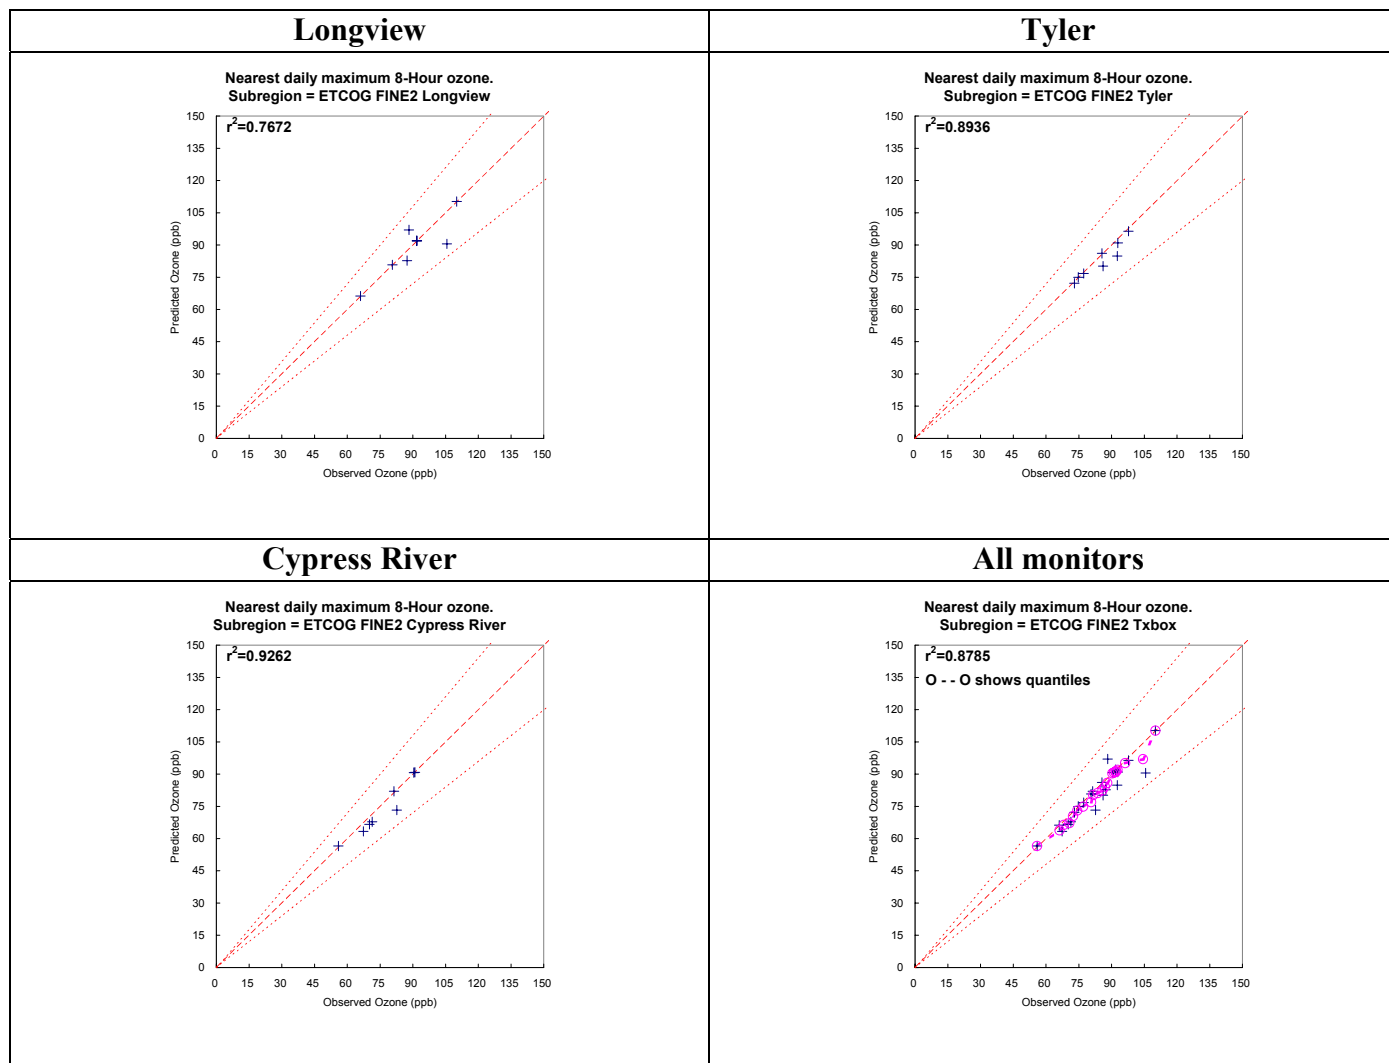 Longview
Tyler
Nearest daily maximum 8-Hour ozone.
Subregion = ETCOG FINE2 Longview
r2=0.7672
150
135
120
105
90
75
60
45
30
15
0
Predicted Ozone (ppb)
0 15 30 45 60 75 90 105 120 135 150
Observed Ozone (ppb)
Nearest daily maximum 8-Hour ozone.
Subregion = ETCOG FINE2 Tyler
r2=0.8936
150
135
120
105
90
75
60
45
30
15
0
Predicted Ozone (ppb)
0 15 30 45 60 75 90 105 120 135 150
Observed Ozone (ppb)
Cypress River
All monitors
Nearest daily maximum 8-Hour ozone.
Subregion = ETCOG FINE2 Cypress River
r2=0.9262
150
135
120
105
90
75
60
45
30
15
0
Predicted Ozone (ppb)
0 15 30 45 60 75 90 105 120 135 150
Observed Ozone (ppb)
Nearest daily maximum 8-Hour ozone.
Subregion = ETCOG FINE2 Txbox
r2=0.8785
O - - O shows quantiles
150
135
120
105
90
75
60
45
30
15
0
Predicted Ozone (ppb)
0 15 30 45 60 75 90 105 120 135 150
Observed Ozone (ppb)